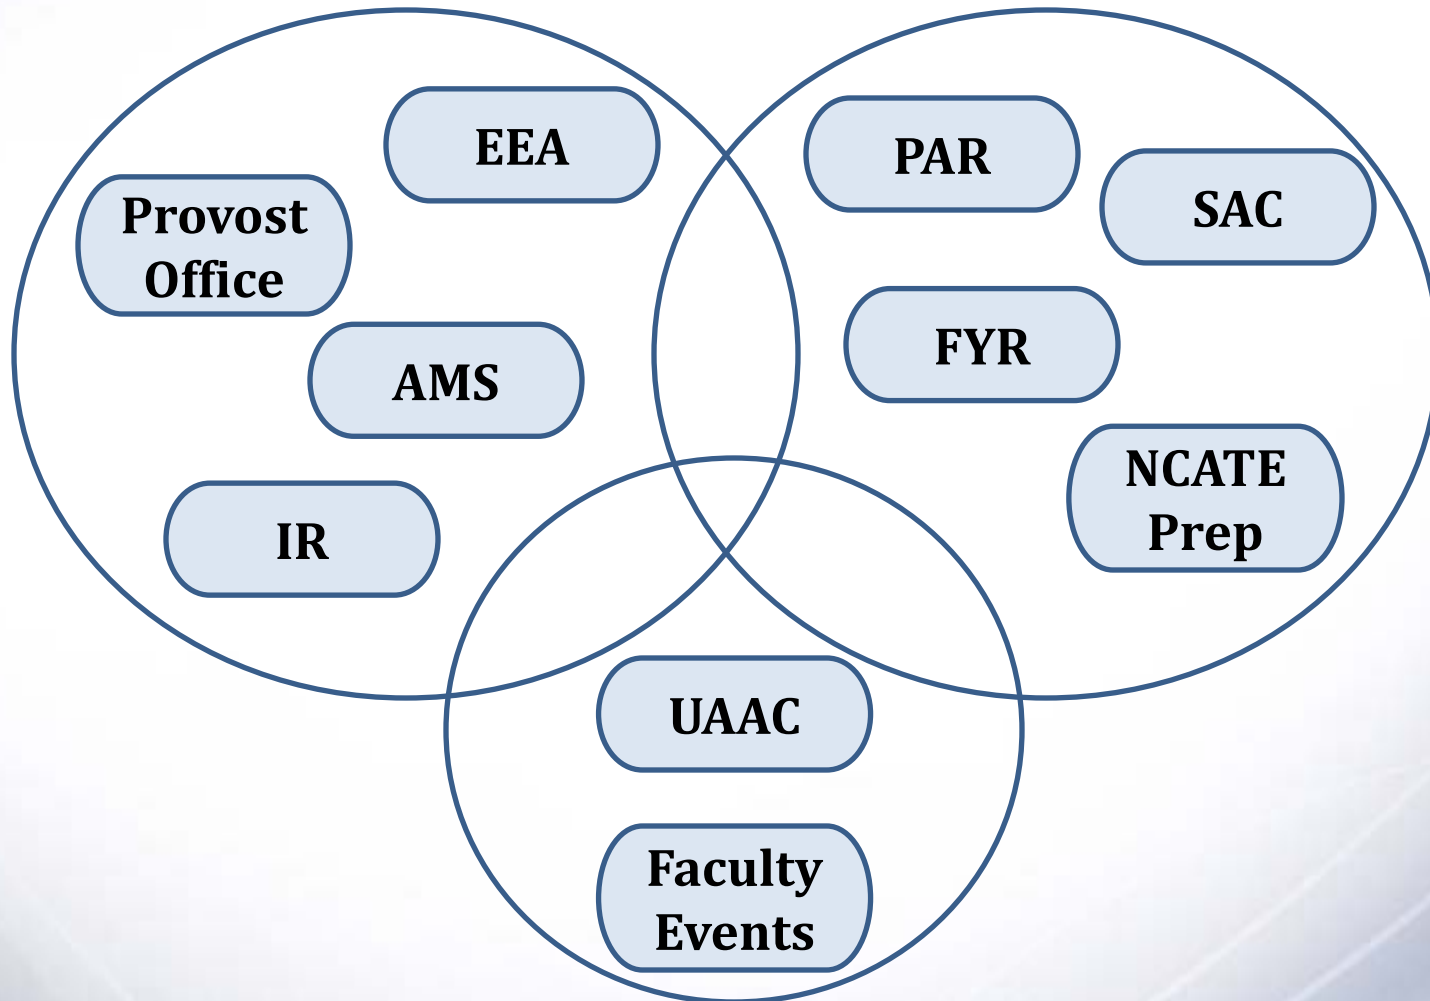 EEA
Provost
Office
AMS
IR
PAR
SAC
FYR
NCATE
Prep
UAAC
Faculty
Events